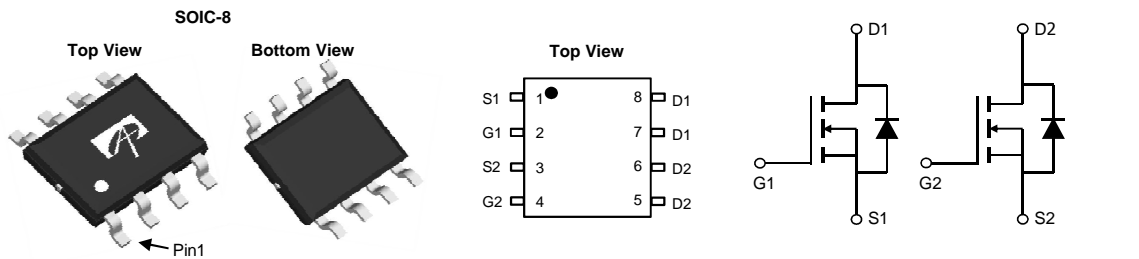 SOIC-8
Top View
Bottom View
Pin1
Top View
S1 1 8 D1
G1 2 7 D1
S2 3 6 D2
G2 4 5 D2
D1
G1
S1
D2
G2
S2